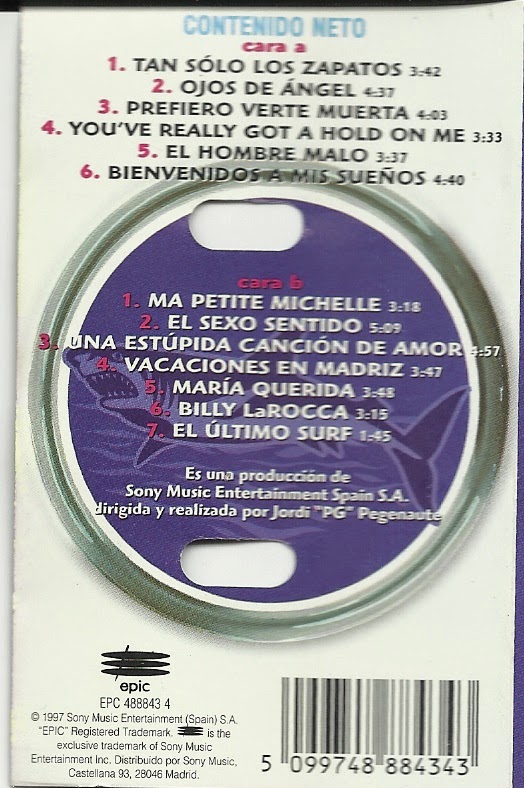 CONTENIDO NETO
cara a
1. TAN SÓLO LOS ZAPATOS 3:42
2. OJOS DE ÁNGEL 4:37
3. PREFIERO VERTE MUERTA 4:03
4. YOU'VE REALLY GOT A HOLD ON ME 3:33
5. EL HOMBRE MALO 3:37
6. BIENVENIDOS A MIS SUEÑOS 4:40
cara b
1. MA PETITE MICHELLE 3:18
2. EL SEXO SENTIDO 5:09
3. UNA ESTÚPIDA CANCIÓN DE AMOR 4:57
4. VACACIONES EN MADRIZ 3:47
5. MARÍA QUERIDA 3:48
6. BILLY LaROCCA 3:15
7. EL ÚLTIMO SURF 1:45
Es una producción de
Sony Music Entertainment Spain S.A.
dirigida y realizada por Jordi "PG" Pegenaute
epic
EPC 488843 4
© 1997 Sony Music Entertainment (Spain) S.A.
"EPIC" Registered Trademark. is the
exclusive trademark of Sony Music
Entertainment Inc. Distribuido por Sony Music,
Castellana 93, 28046 Madrid.
5 099748 884343